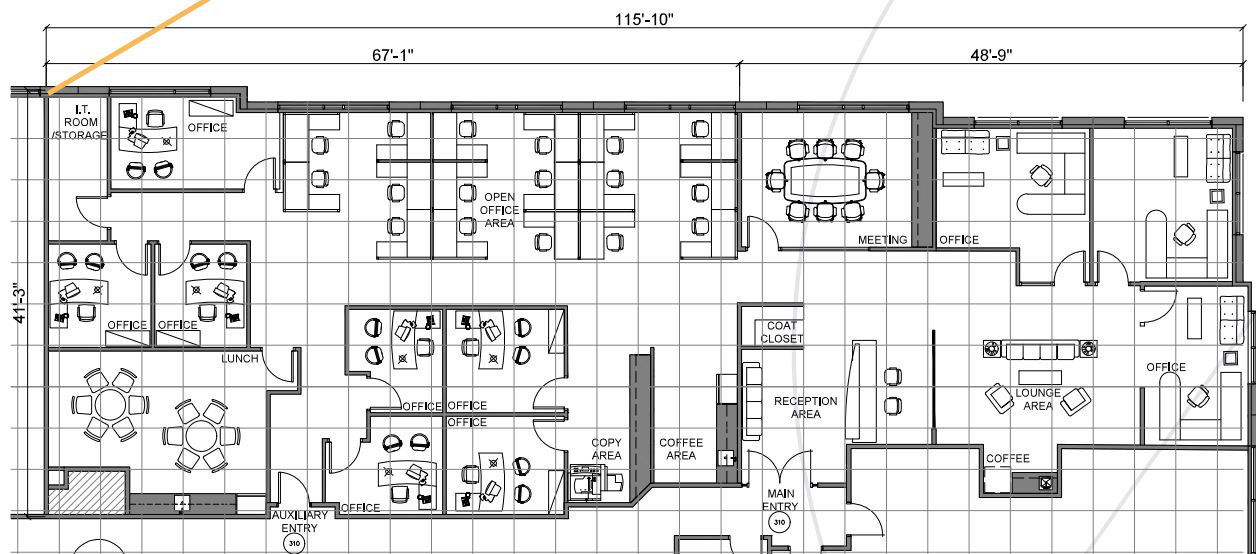 115'-10"
67'-1"
48'-9"
41'-3"
I.T.
ROOM
/STORAGE
OFFICE
OPEN
OFFICE
AREA
MEETING
OFFICE
OFFICE
OFFICE
LUNCH
COAT
CLOSET
OFFICE
OFFICE
OFFICE
RECEPTION
AREA
LOUNGE
AREA
OFFICE
COPY
AREA
COFFEE
AREA
COFFEE
OFFICE
AUXILIARY
ENTRY
310
MAIN
ENTRY
310